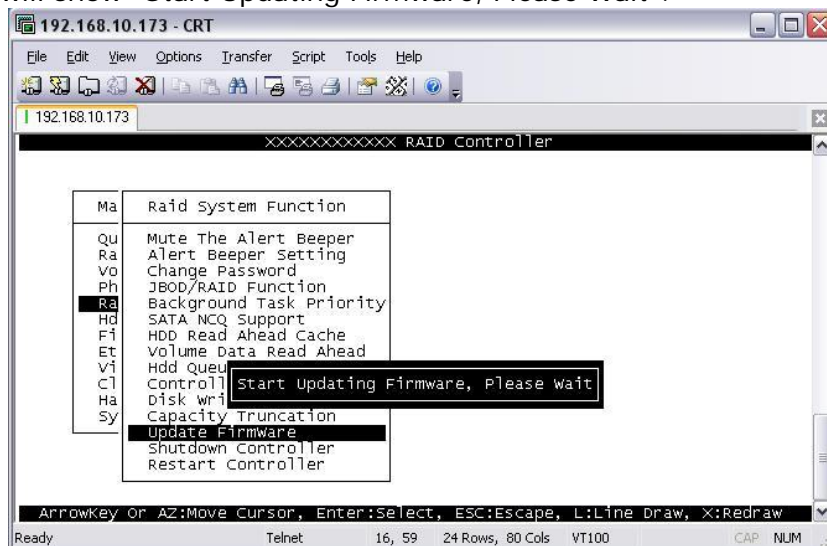 will show "Start Updating Firmware, Please Wait".
192.168.10.173 - CRT
File Edit View Options Transfer Script Tools Help
192.168.10.173
XXXXXXXXXXXX RAID Controller
Ma
Raid System Function
Qu
Mute The Alert Beeper
Ra
Alert Beeper Setting
Vo
Change Password
Ph
JBOD/RAID Function
Ra
Background Task Priority
Hd
SATA NCQ Support
Fi
HDD Read Ahead Cache
Et
Volume Data Read Ahead
Vi
Hdd Queu
Cl
Controll
Start Updating Firmware, Please Wait
Ha
Disk Wri
Sy
Capacity Truncation
Update FirmWare
Shutdown Controller
Restart Controller
ArrowKey Or AZ:Move Cursor, Enter:Select, ESC:Escape, L:Line Draw, X:Redraw
Ready Telnet 16, 59 24 Rows, 80 Cols VT100 CAP NUM